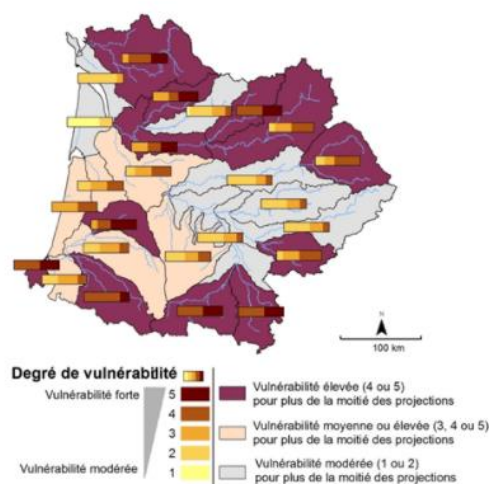 N
100 km
Degré de vulnérabilité
Vulnérabilité forte
5
4
3
2
1
Vulnérabilité modérée
Vulnérabilité élevée (4 ou 5)
pour plus de la moitié des projections
Vulnérabilité moyenne ou élevée (3, 4 ou 5)
pour plus de la moitié des projections
Vulnérabilité modérée (1 ou 2)
pour plus de la moitié des projections